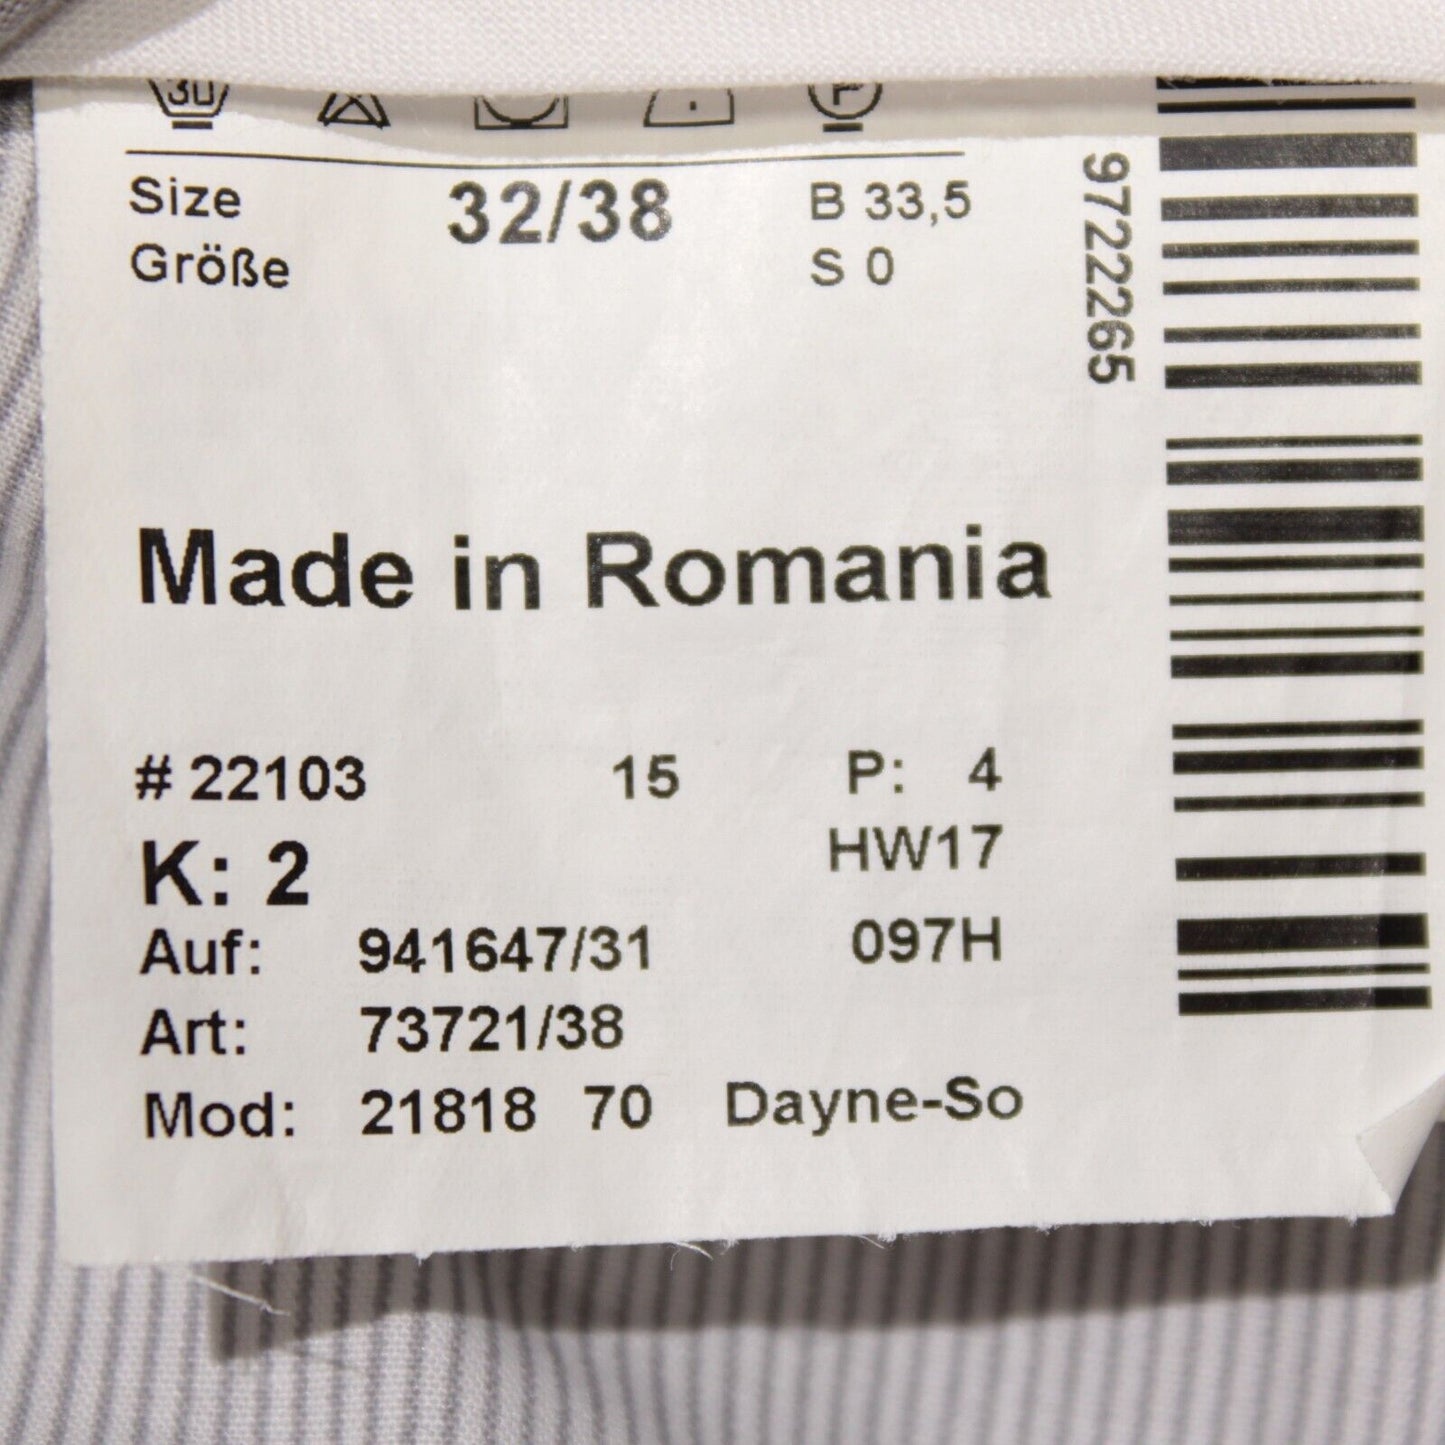 30 P
Size 32/38 B 33,5
Größe S 0
Made in Romania
# 22103 15 P: 4
K: 2 HW17
Auf: 941647/31 097H
Art: 73721/38
Mod: 21818 70 Dayne-So
9722265